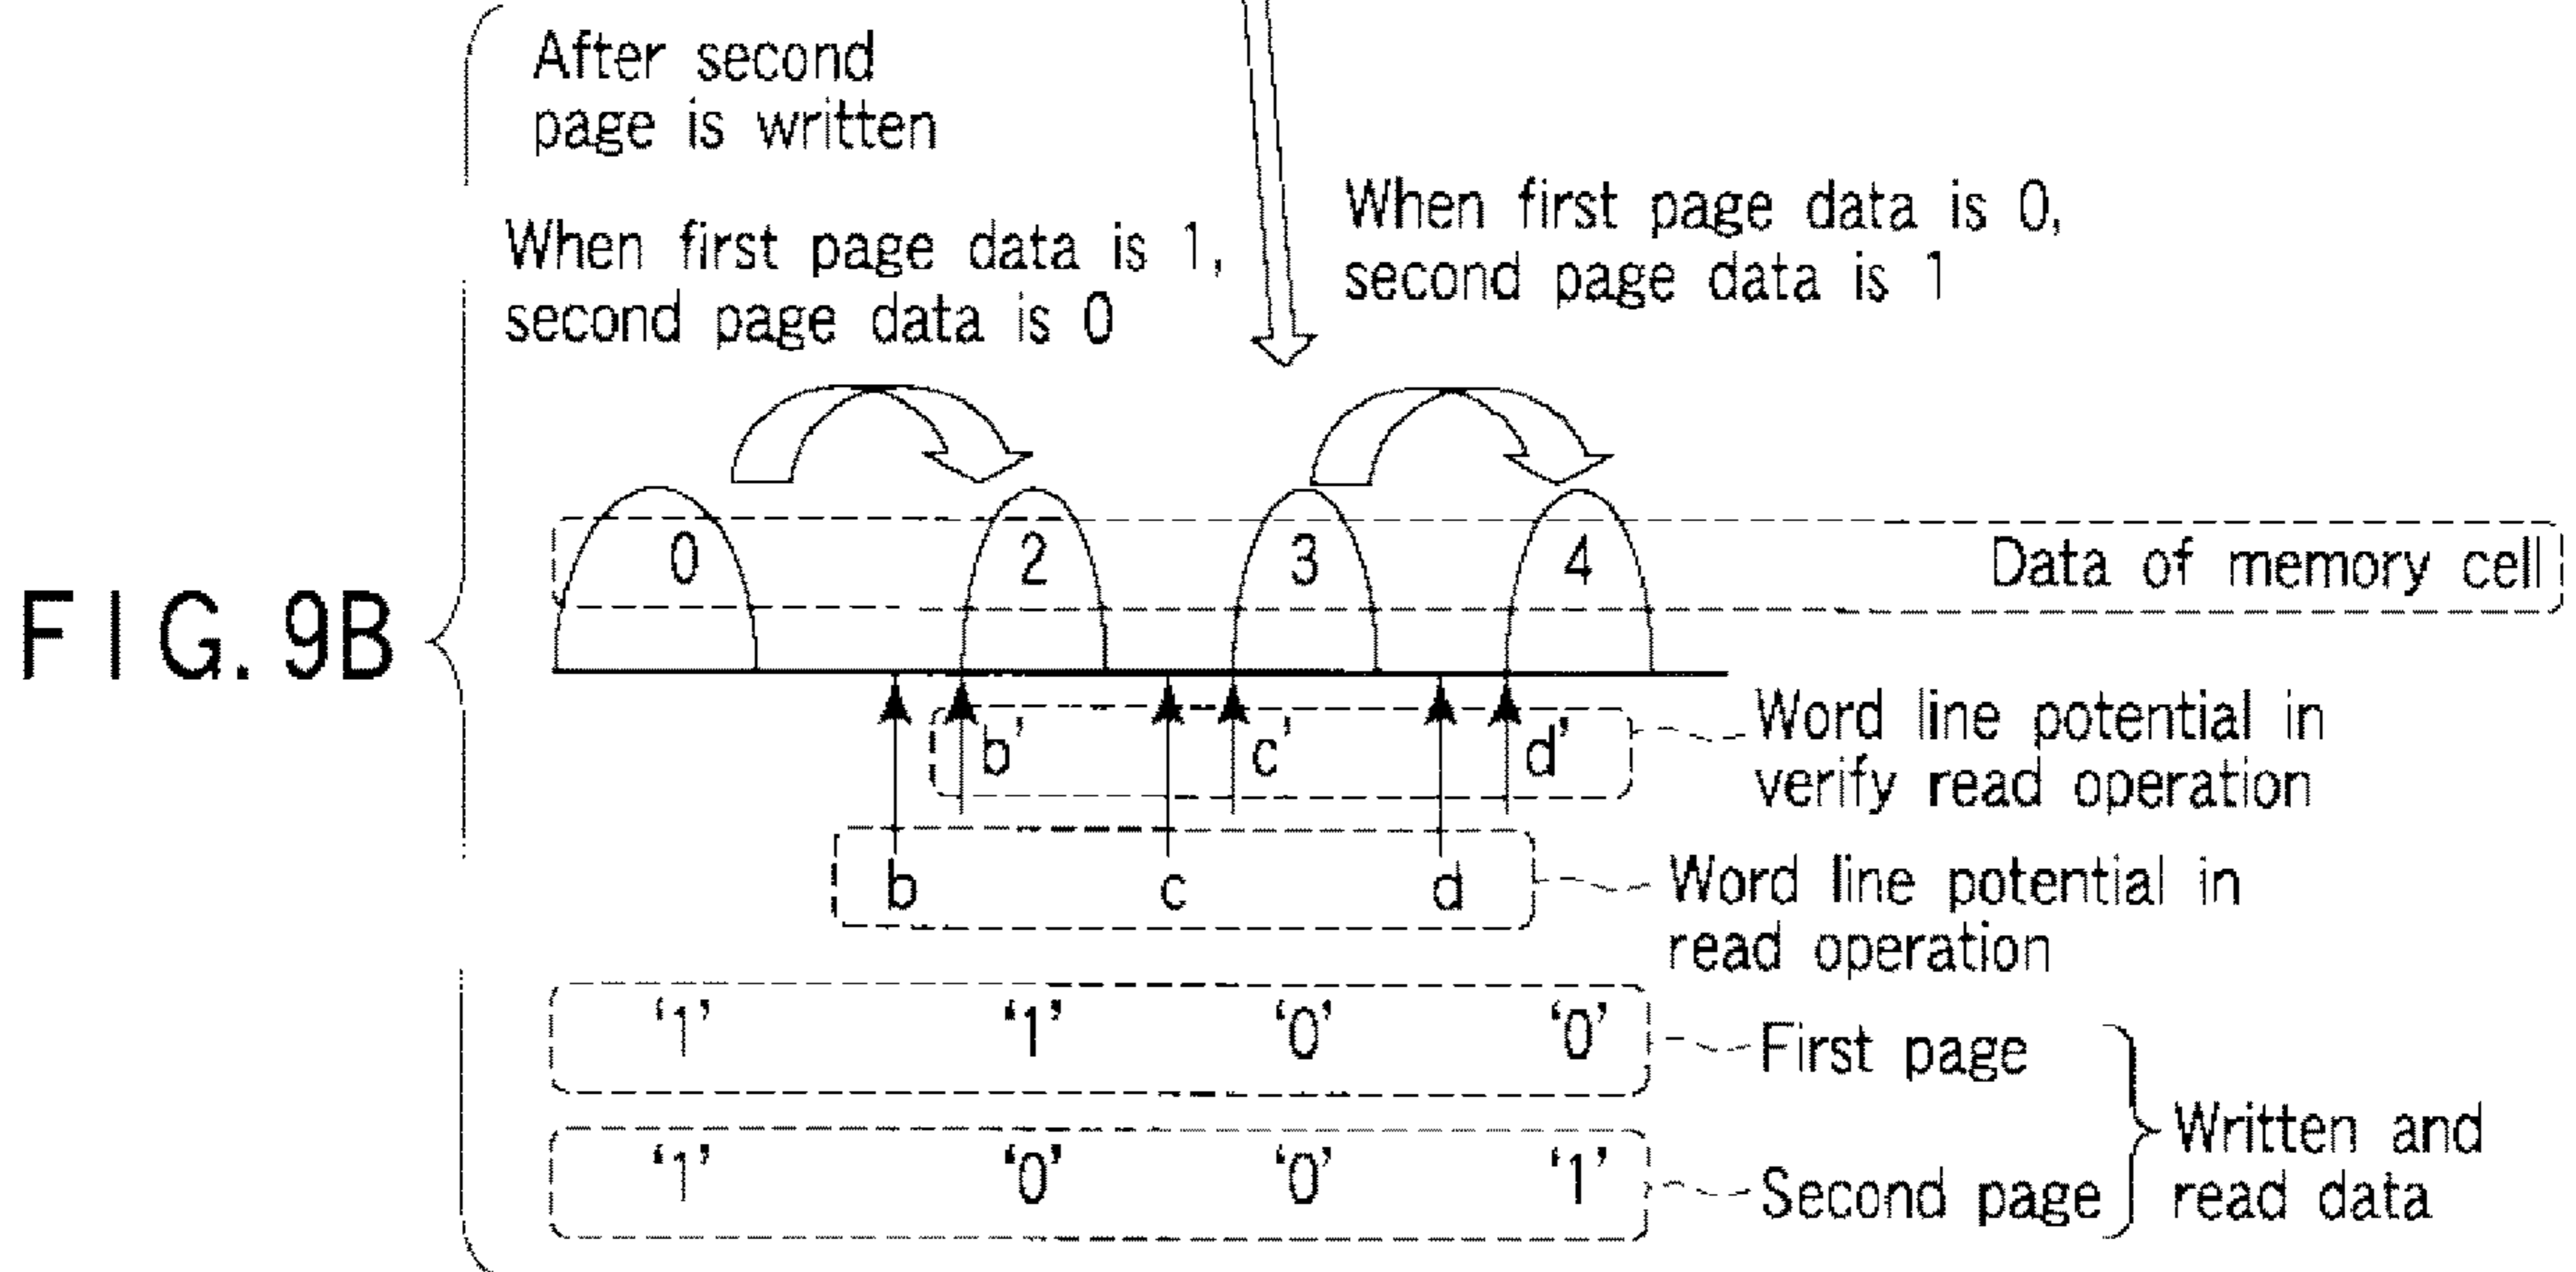 After second
page is written
When first page data is 1,
second page data is 0
When first page data is 0,
second page data is 1
FIG. 9B
0 2 3 4 Data of memory cell
b' c' d'
Word line potential in
verify read operation
b c d
Word line potential in
read operation
‘1’ ‘1’ ‘0’ ‘0’ First page
‘1’ ‘0’ ‘0’ ‘1’ Second page
Written and
read data